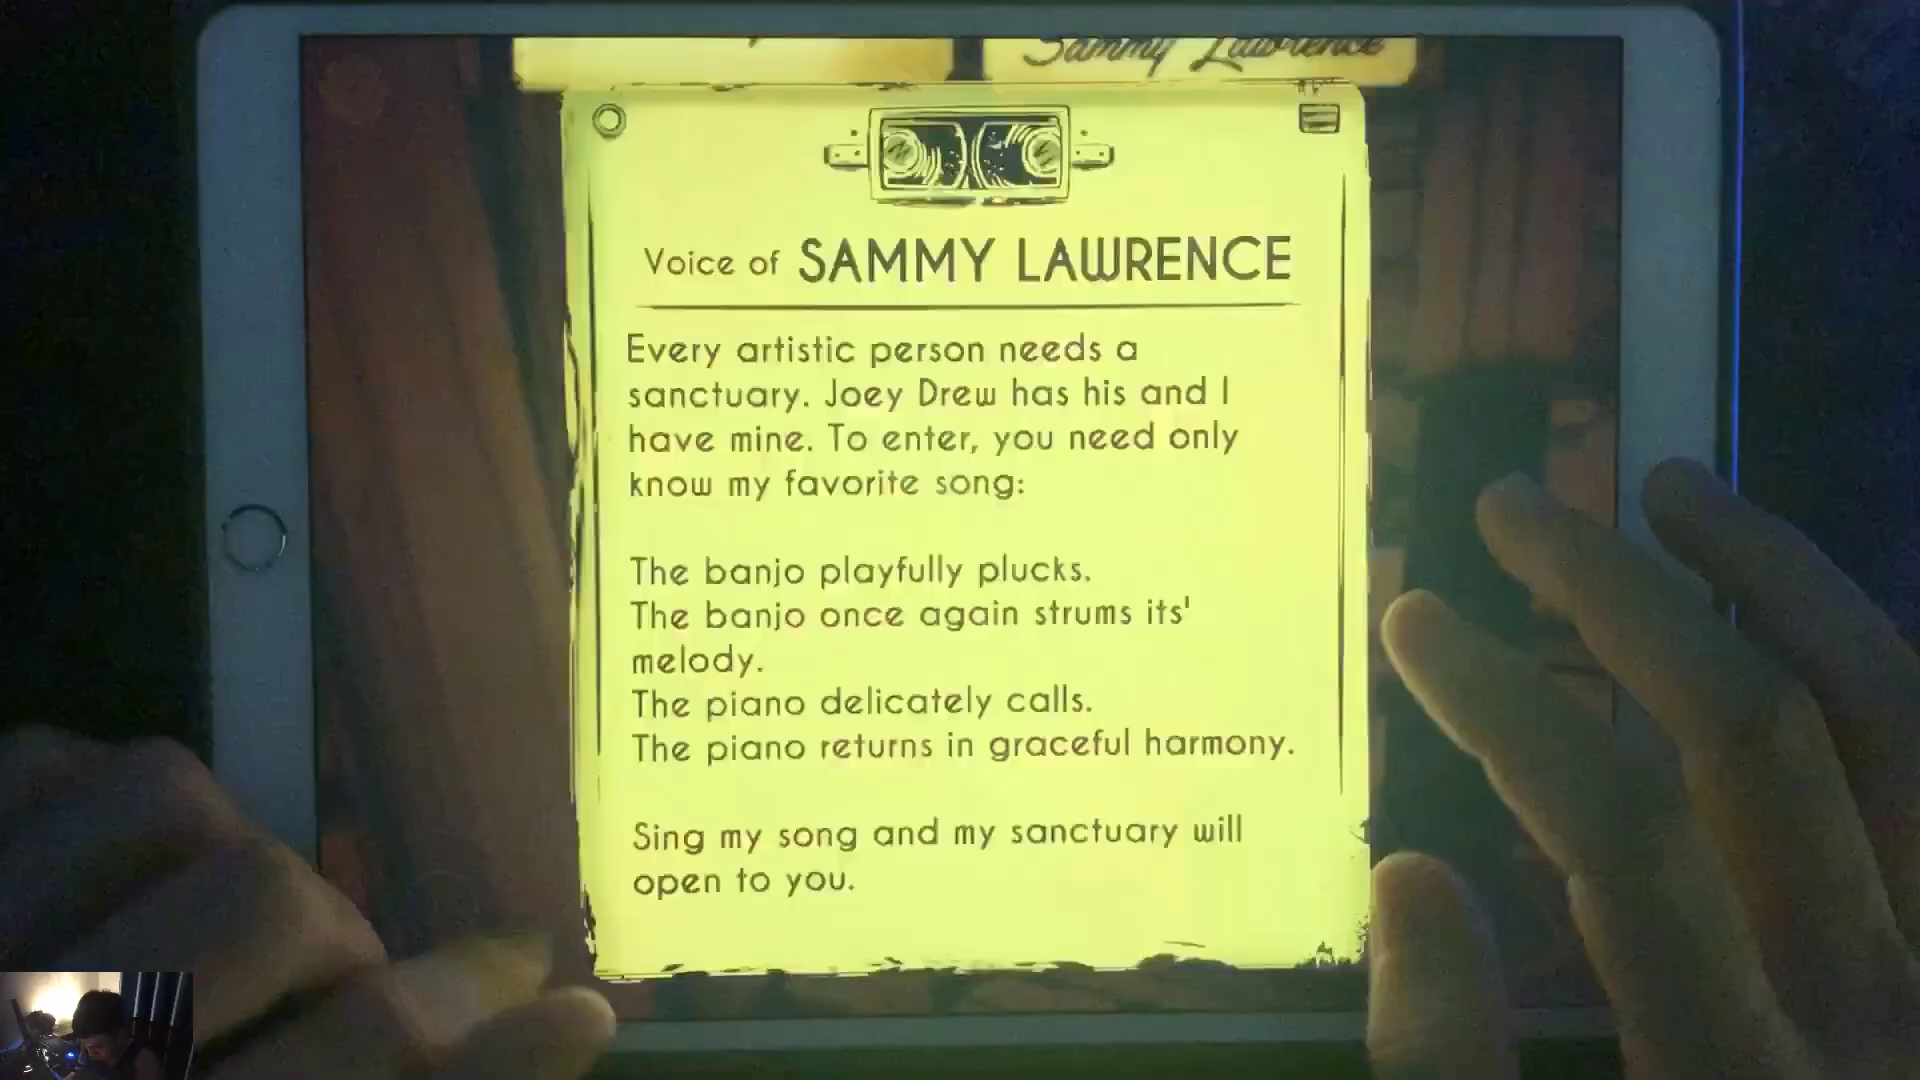 Sammy Lawrence
Voice of SAMMY LAWRENCE
Every artistic person needs a
sanctuary. Joey Drew has his and I
have mine. To enter, you need only
know my favorite song:
The banjo playfully plucks.
The banjo once again strums its'
melody.
The piano delicately calls.
The piano returns in graceful harmony.
Sing my song and my sanctuary will
open to you.